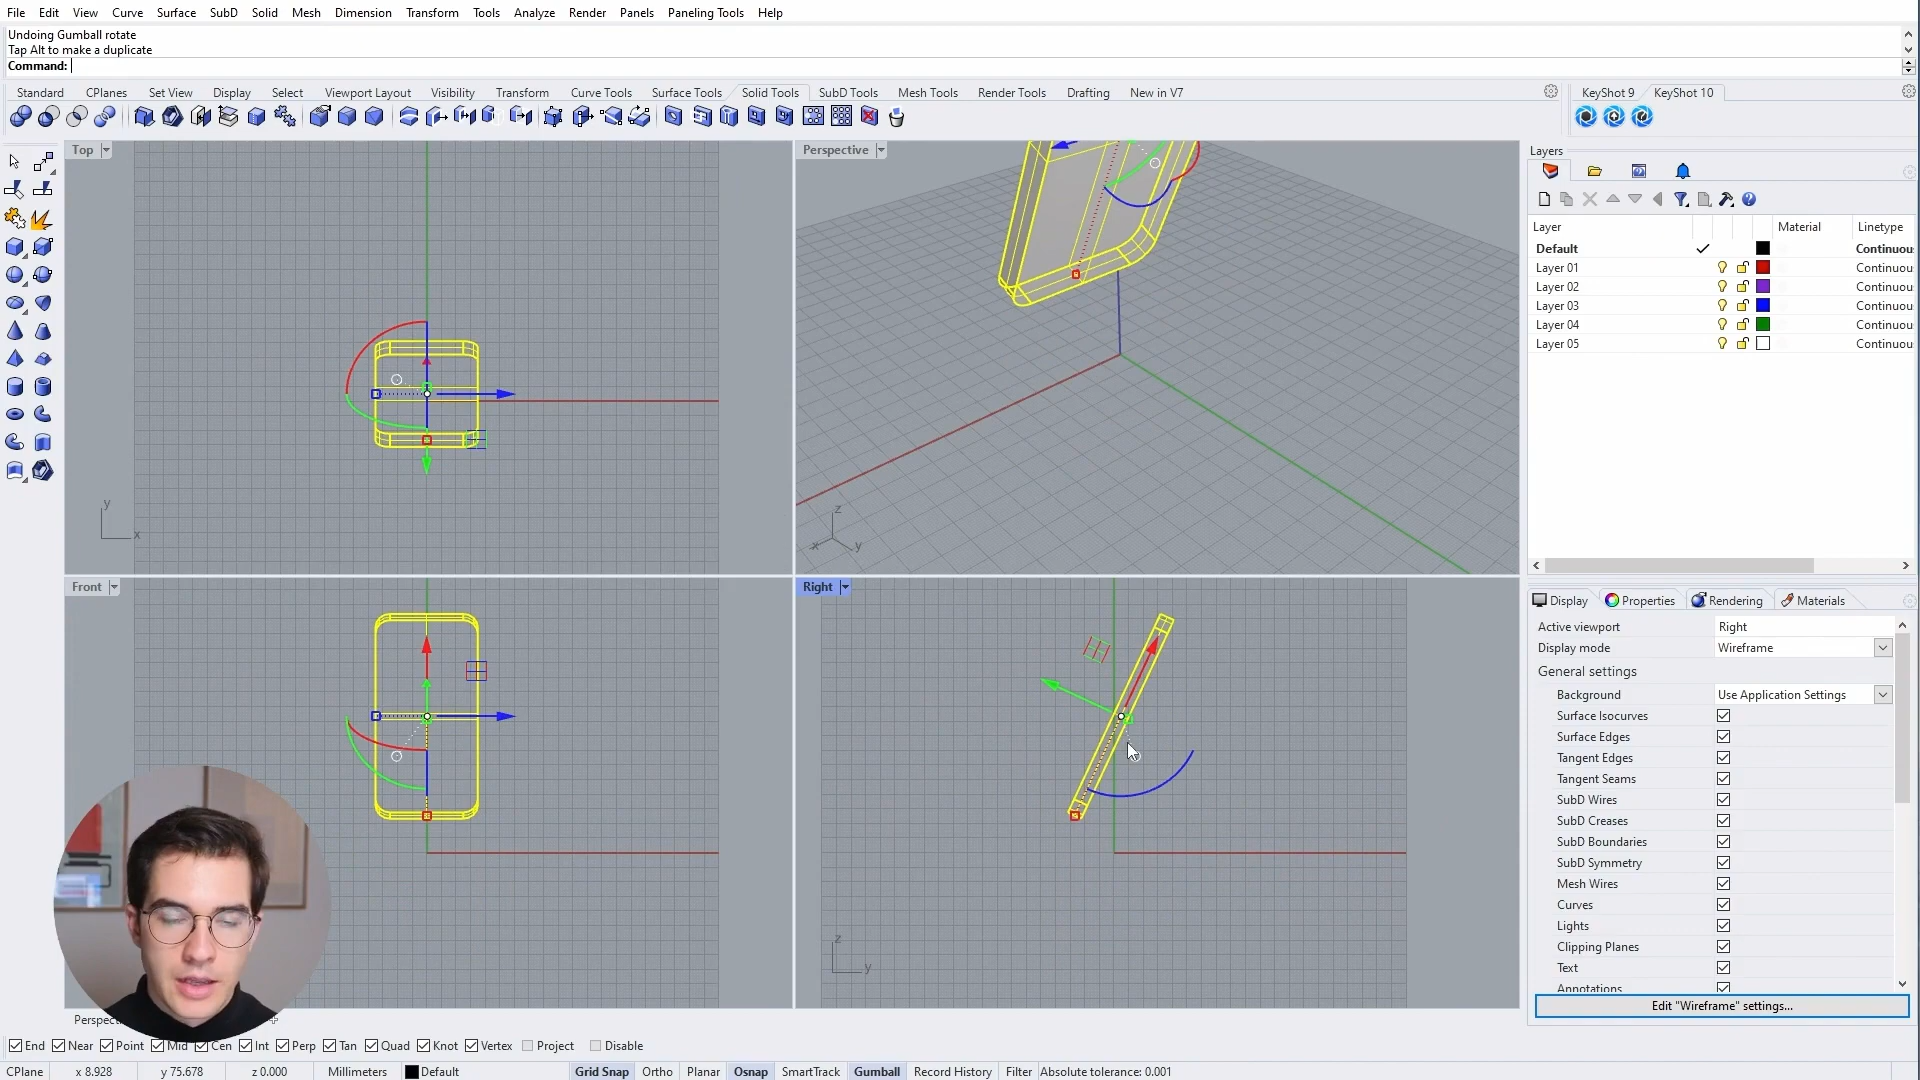 File Edit View Curve Surface SubD Solid Mesh Dimension Transform Tools Analyze Render Panels Paneling Tools Help
Undoing Gumball rotate
Tap Alt to make a duplicate
Command:
Standard CPlanes Set View Display Select Viewport Layout Visibility Transform Curve Tools Surface Tools Solid Tools SubD Tools Mesh Tools Render Tools Drafting New in V7
KeyShot 9 KeyShot 10
Top
Perspective
Layers
Layer Material Linetype
Default Continuou
Layer 01 Continuou
Layer 02 Continuou
Layer 03 Continuou
Layer 04 Continuou
Layer 05 Continuou
y
x
z
x
y
Front
Right
Display Properties Rendering Materials
Active viewport Right
Display mode Wireframe
General settings
Background Use Application Settings
Surface Isocurves
Surface Edges
Tangent Edges
Tangent Seams
SubD Wires
SubD Creases
SubD Boundaries
SubD Symmetry
Mesh Wires
Curves
Lights
Clipping Planes
Text
Annotations
z
y
Edit "Wireframe" settings...
End Near Point Mid Cen Int Perp Tan Quad Knot Vertex Project Disable
CPlane x 8.928 y 75.678 z 0.000 Millimeters Default Grid Snap Ortho Planar Osnap SmartTrack Gumball Record History Filter Absolute tolerance: 0.001